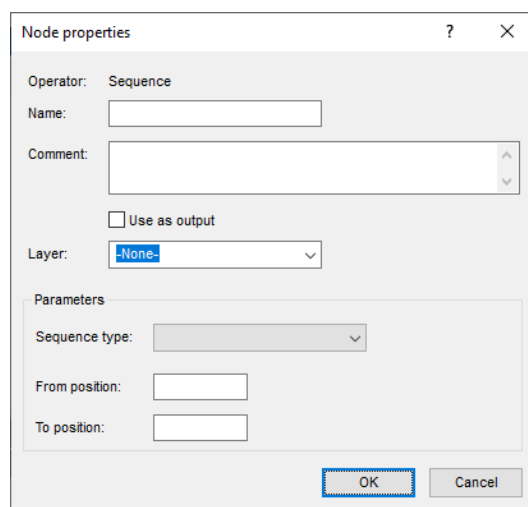 Node properties ?
Operator: Sequence
Name:
Comment:
Use as output
Layer: -None-
Parameters
Sequence type:
From position:
To position:
OK Cancel